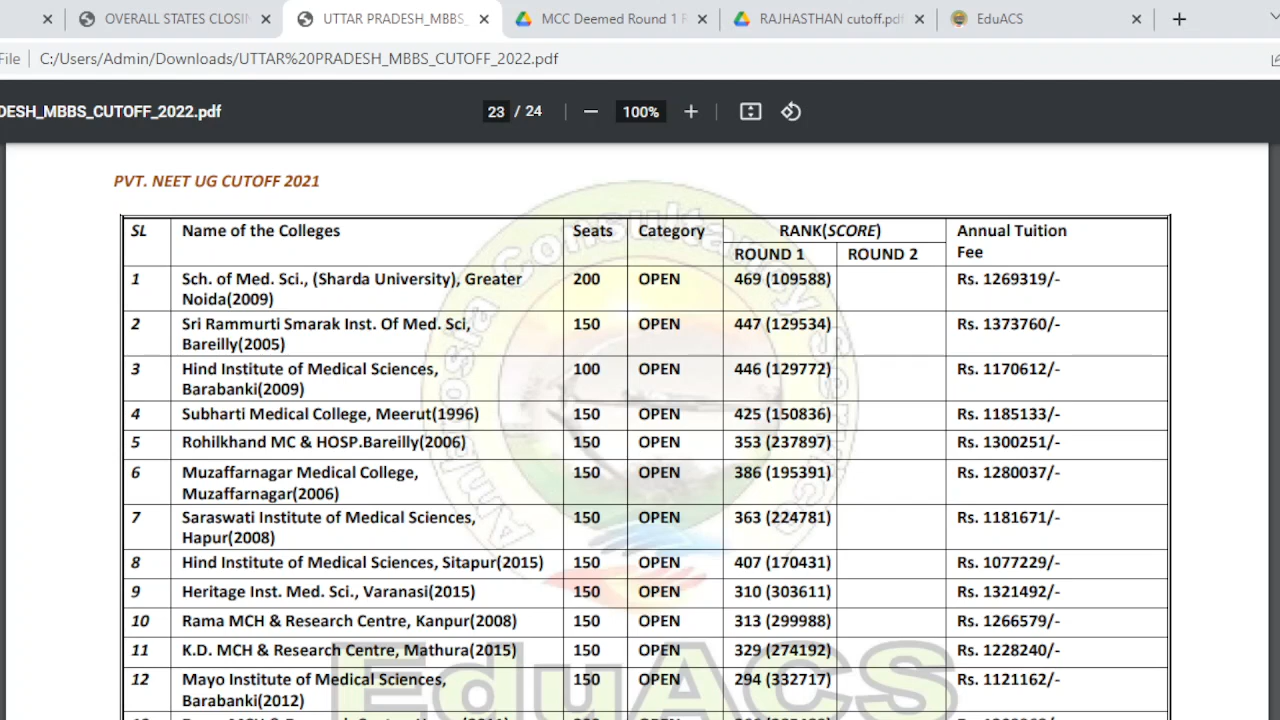 OVERALL STATES CLOSIN
UTTAR PRADESH_MBBS_
MCC Deemed Round 1 R
RAJHASTHAN cutoff.pdf
EduACS
File C:/Users/Admin/Downloads/UTTAR%20PRADESH_MBBS_CUTOFF_2022.pdf
DESH_MBBS_CUTOFF_2022.pdf 23 / 24 100%
PVT. NEET UG CUTOFF 2021
SL Name of the Colleges Seats Category RANK(SCORE) Annual Tuition
Fee
ROUND 1 ROUND 2
1 Sch. of Med. Sci., (Sharda University), Greater 200 OPEN 469 (109588) Rs. 1269319/-
Noida(2009)
2 Sri Rammurti Smarak Inst. Of Med. Sci, 150 OPEN 447 (129534) Rs. 1373760/-
Bareilly(2005)
3 Hind Institute of Medical Sciences, 100 OPEN 446 (129772) Rs. 1170612/-
Barabanki(2009)
4 Subharti Medical College, Meerut(1996) 150 OPEN 425 (150836) Rs. 1185133/-
5 Rohilkhand MC & HOSP.Bareilly(2006) 150 OPEN 353 (237897) Rs. 1300251/-
6 Muzaffarnagar Medical College, 150 OPEN 386 (195391) Rs. 1280037/-
Muzaffarnagar(2006)
7 Saraswati Institute of Medical Sciences, 150 OPEN 363 (224781) Rs. 1181671/-
Hapur(2008)
8 Hind Institute of Medical Sciences, Sitapur(2015) 150 OPEN 407 (170431) Rs. 1077229/-
9 Heritage Inst. Med. Sci., Varanasi(2015) 150 OPEN 310 (303611) Rs. 1321492/-
10 Rama MCH & Research Centre, Kanpur(2008) 150 OPEN 313 (299988) Rs. 1266579/-
11 K.D. MCH & Research Centre, Mathura(2015) 150 OPEN 329 (274192) Rs. 1228240/-
12 Mayo Institute of Medical Sciences, 150 OPEN 294 (332717) Rs. 1121162/-
Barabanki(2012)
Ambrosia Consultancy Services
EduACS